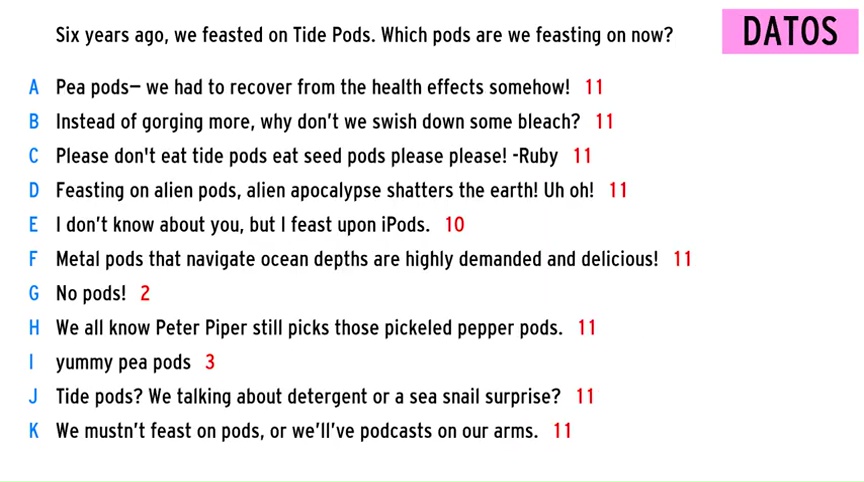 Six years ago, we feasted on Tide Pods. Which pods are we feasting on now?
DATOS
A Pea pods– we had to recover from the health effects somehow! 11
B Instead of gorging more, why don't we swish down some bleach? 11
C Please don't eat tide pods eat seed pods please please! -Ruby 11
D Feasting on alien pods, alien apocalypse shatters the earth! Uh oh! 11
E I don't know about you, but I feast upon iPods. 10
F Metal pods that navigate ocean depths are highly demanded and delicious! 11
G No pods! 2
H We all know Peter Piper still picks those pickeled pepper pods. 11
I yummy pea pods 3
J Tide pods? We talking about detergent or a sea snail surprise? 11
K We mustn't feast on pods, or we'll've podcasts on our arms. 11